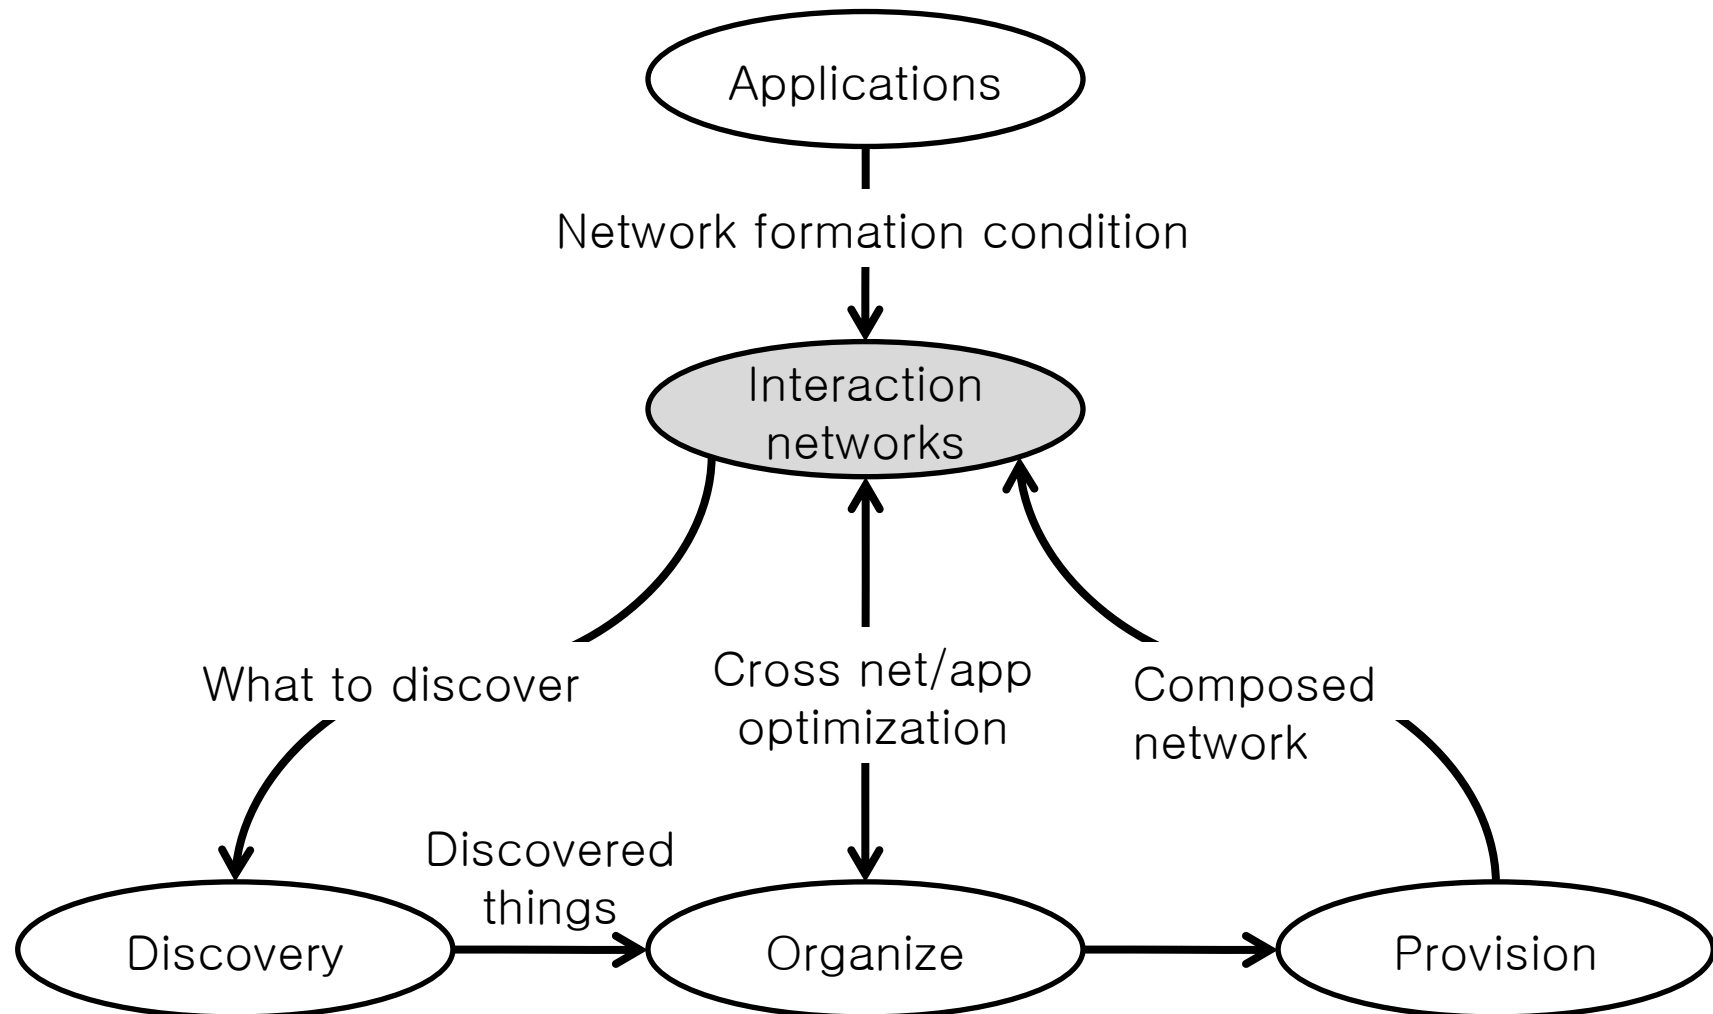 Applications
Network formation condition
Interaction
networks
What to discover
Cross net/app
optimization
Composed
network
Discovered
things
Discovery
Organize
Provision